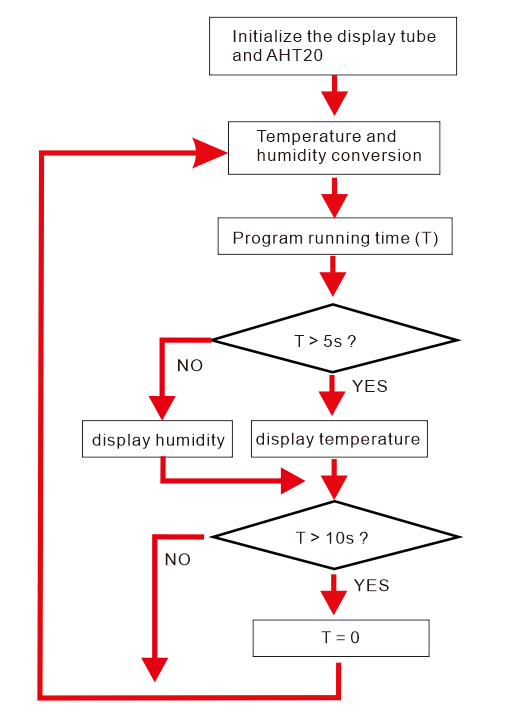 Initialize the display tube
and AHT20
Temperature and
humidity conversion
Program running time (T)
T > 5s ?
NO
YES
display humidity
display temperature
T > 10s ?
NO
YES
T = 0